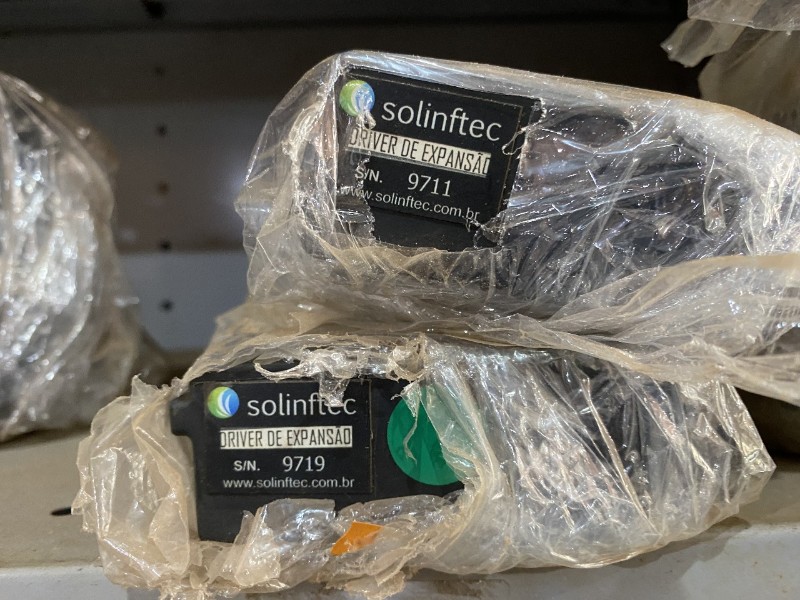 solinftec
DRIVER DE EXPANSÃO
S/N. 9711
www.solinftec.com.br
solinftec
DRIVER DE EXPANSÃO
S/N. 9719
www.solinftec.com.br